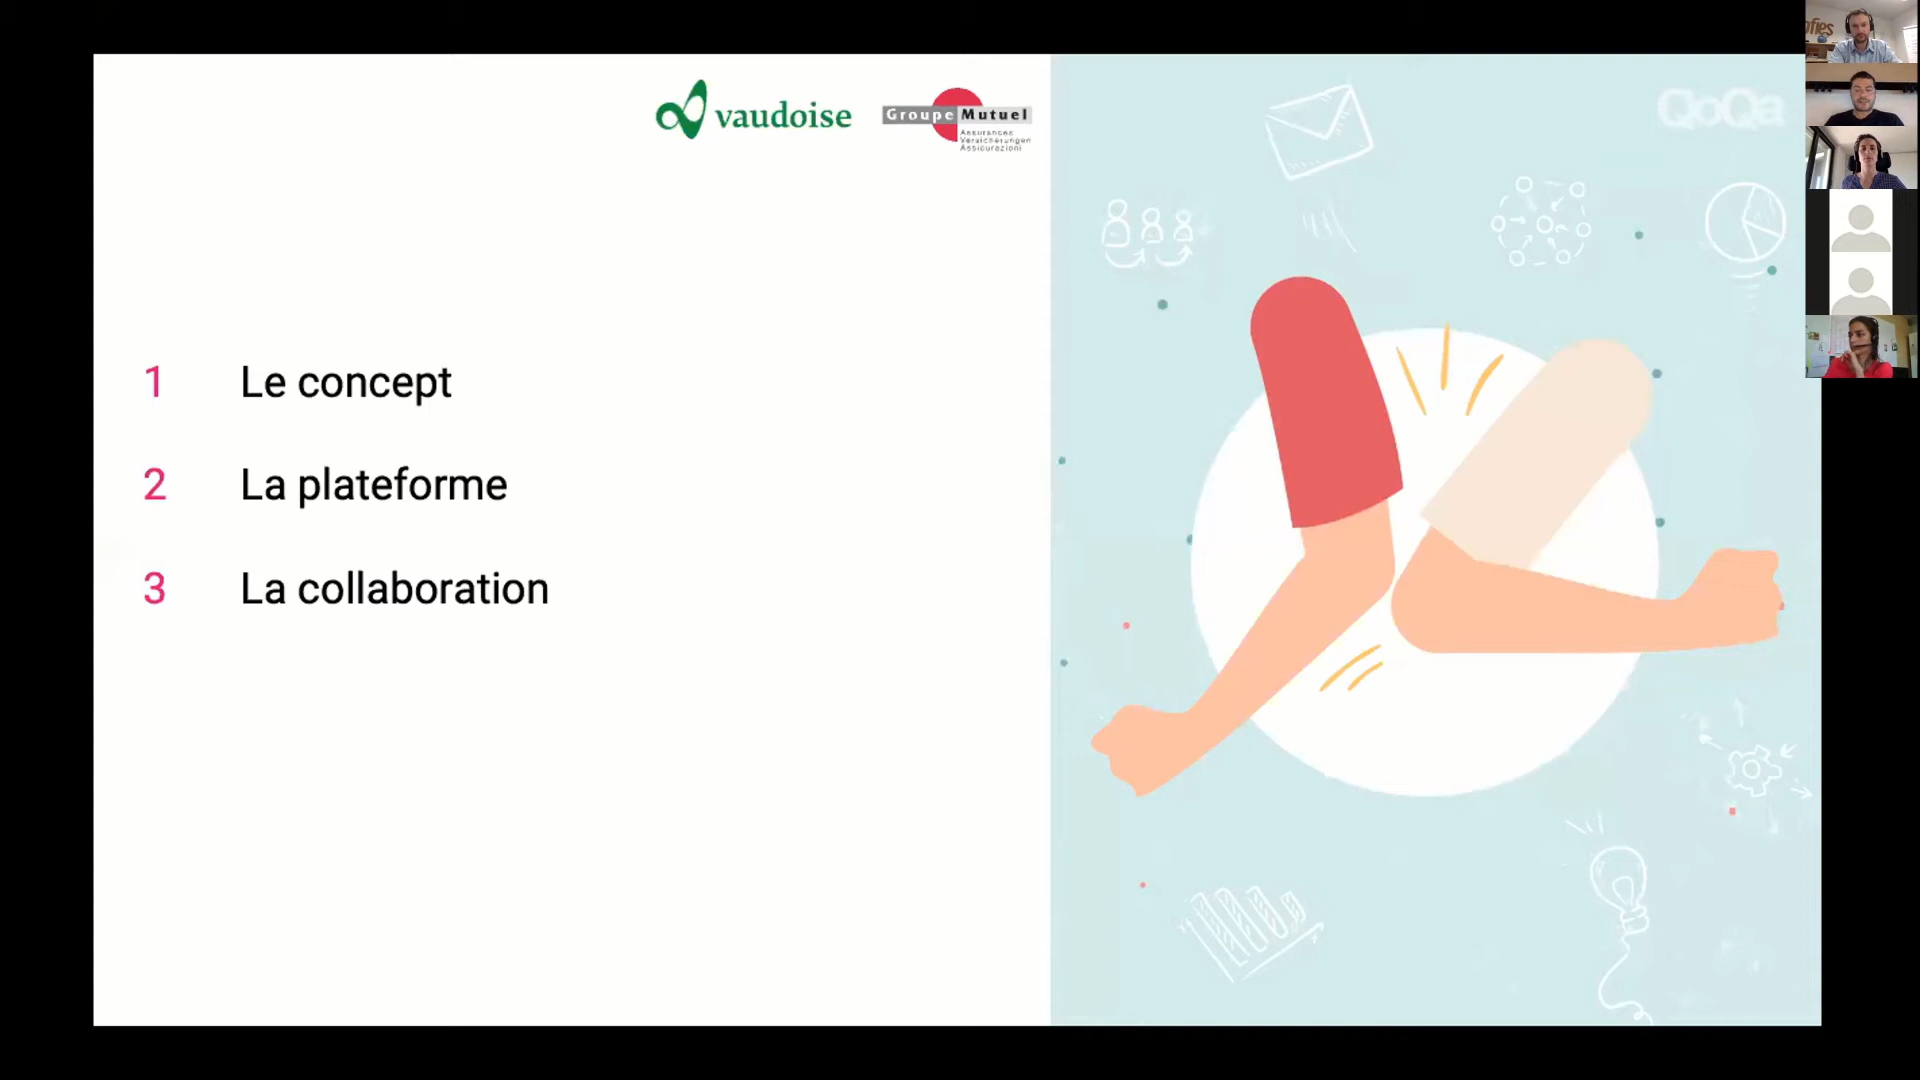 vaudoise
Groupe Mutuel
Assurances
Versicherungen
Assicurazioni
QoQa
1 Le concept
2 La plateforme
3 La collaboration